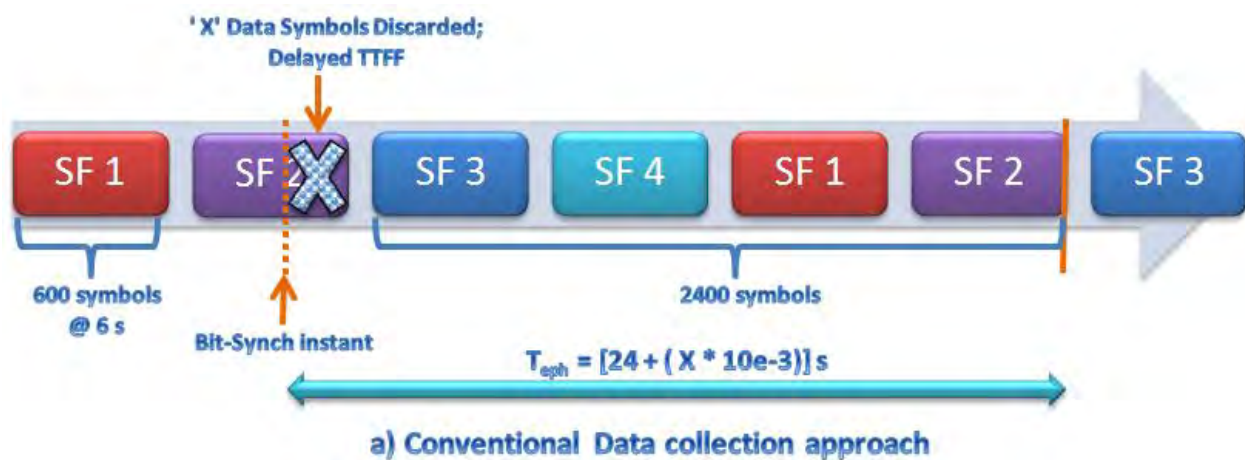 ' X' Data Symbols Discarded;
Delayed TTFF
SF 1
SF 2
X
SF 3
SF 4
SF 1
SF 2
SF 3
600 symbols
@ 6 s
2400 symbols
Bit-Synch instant
Teph = [24 + ( X * 10e-3)] s
a) Conventional Data collection approach